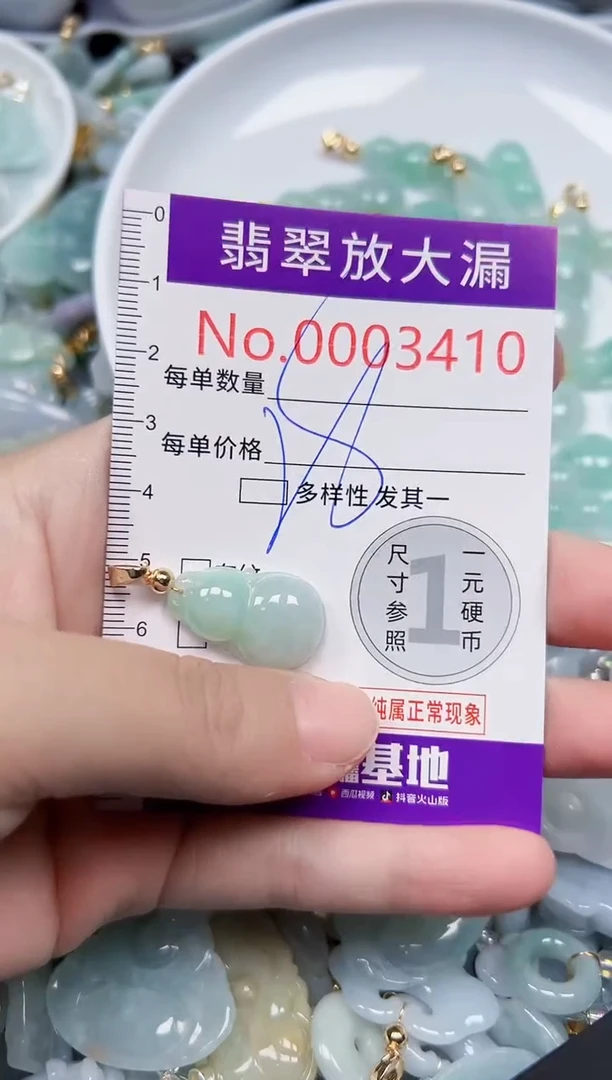 0
翡翠放大漏
1
No.0003410
2
每单数量
3
每单价格
4
多样性 发其一
5
尺寸参照
1
一元硬币
6
纯属正常现象
基地
西瓜视频 抖音火山版